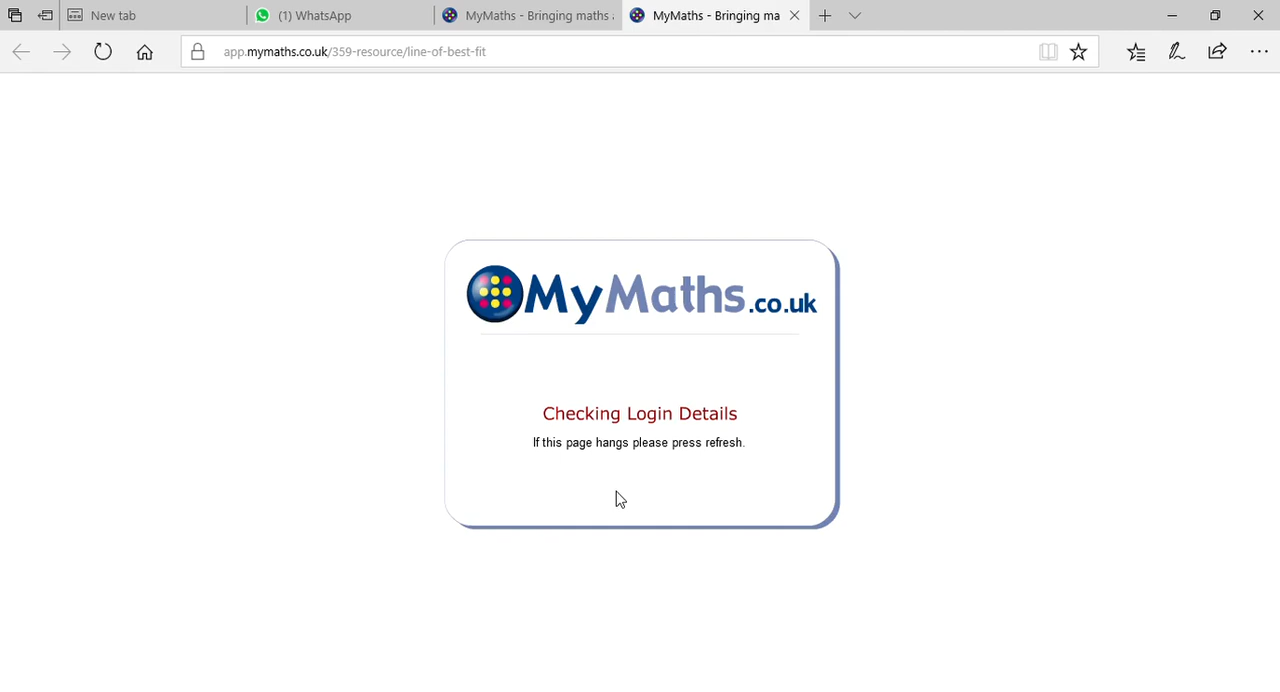 New tab
(1) WhatsApp
MyMaths - Bringing maths
MyMaths - Bringing ma
app.mymaths.co.uk/359-resource/line-of-best-fit
MyMaths.co.uk
Checking Login Details
If this page hangs please press refresh.